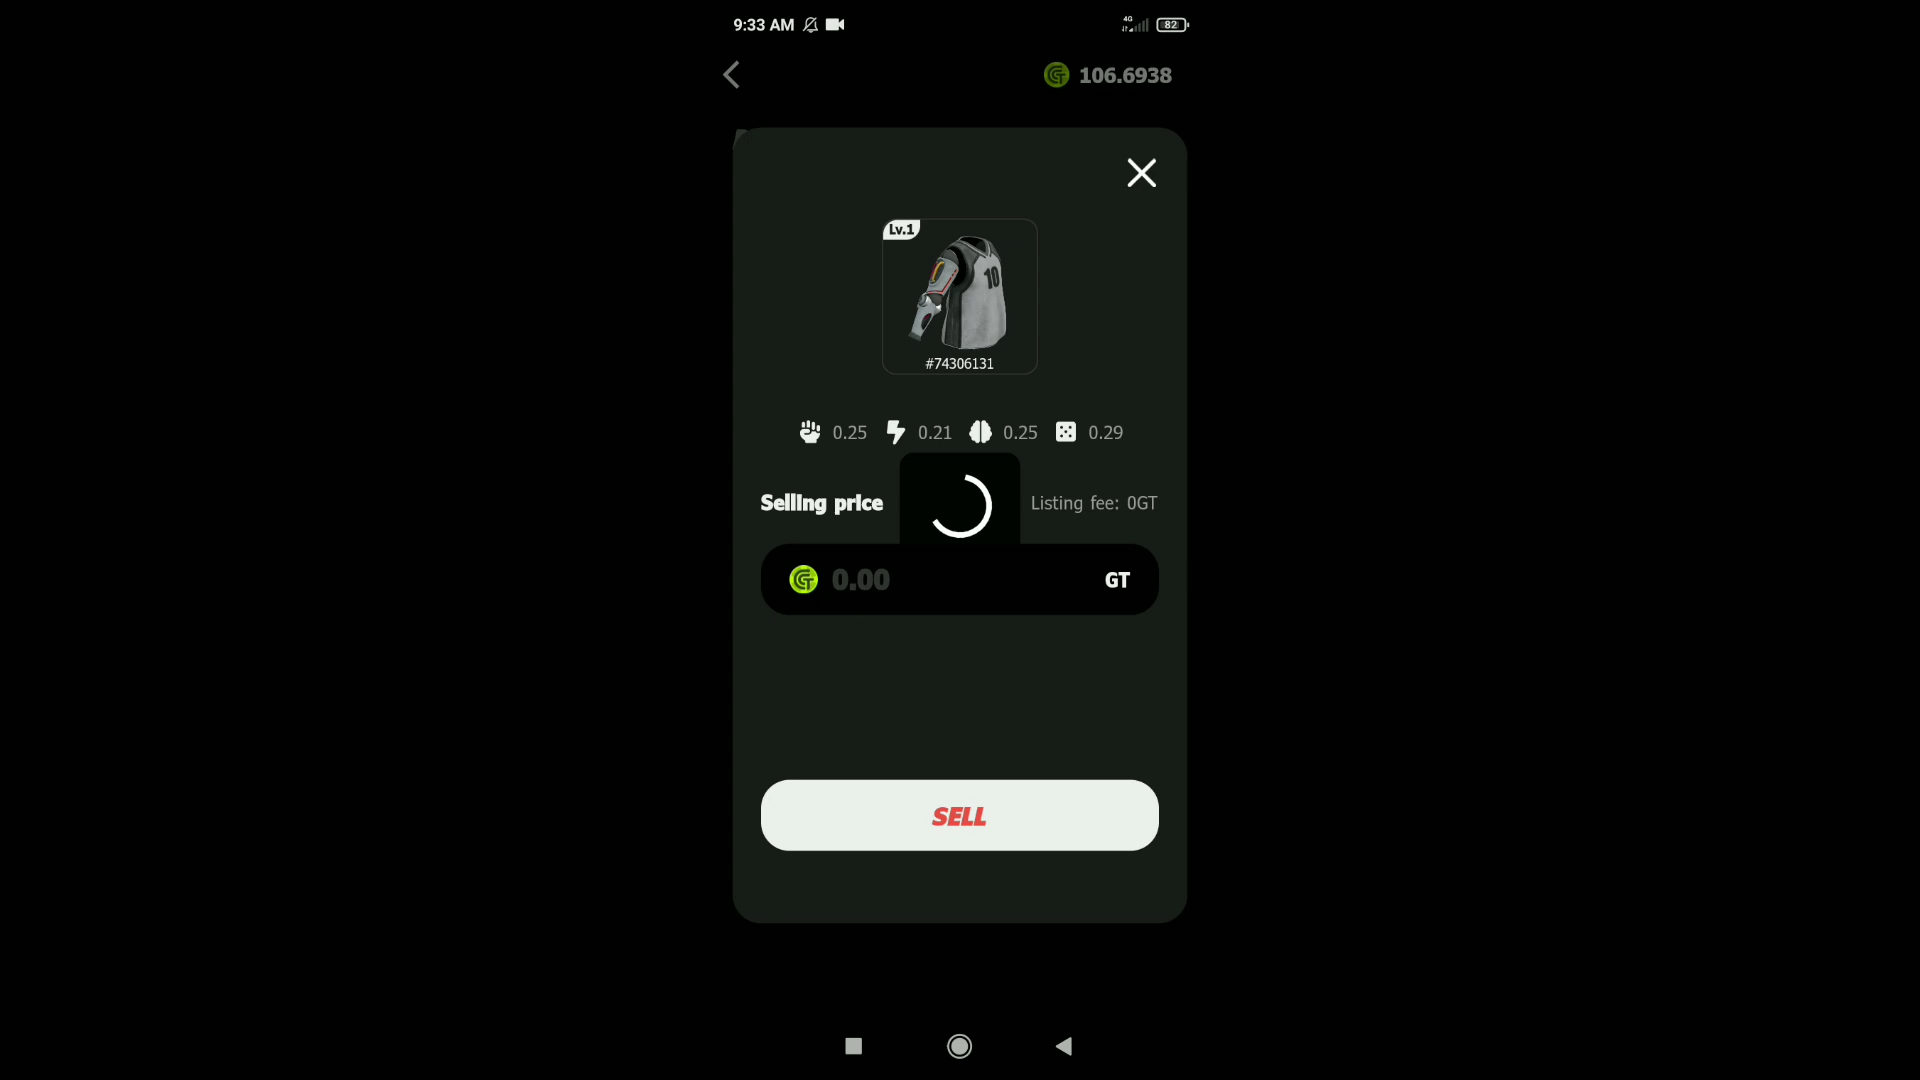 9:33 AM 4G 82
106.6938
Lv.1
10
#74306131
0.25 0.21 0.25 0.29
Selling price Listing fee: 0GT
0.00 GT
SELL